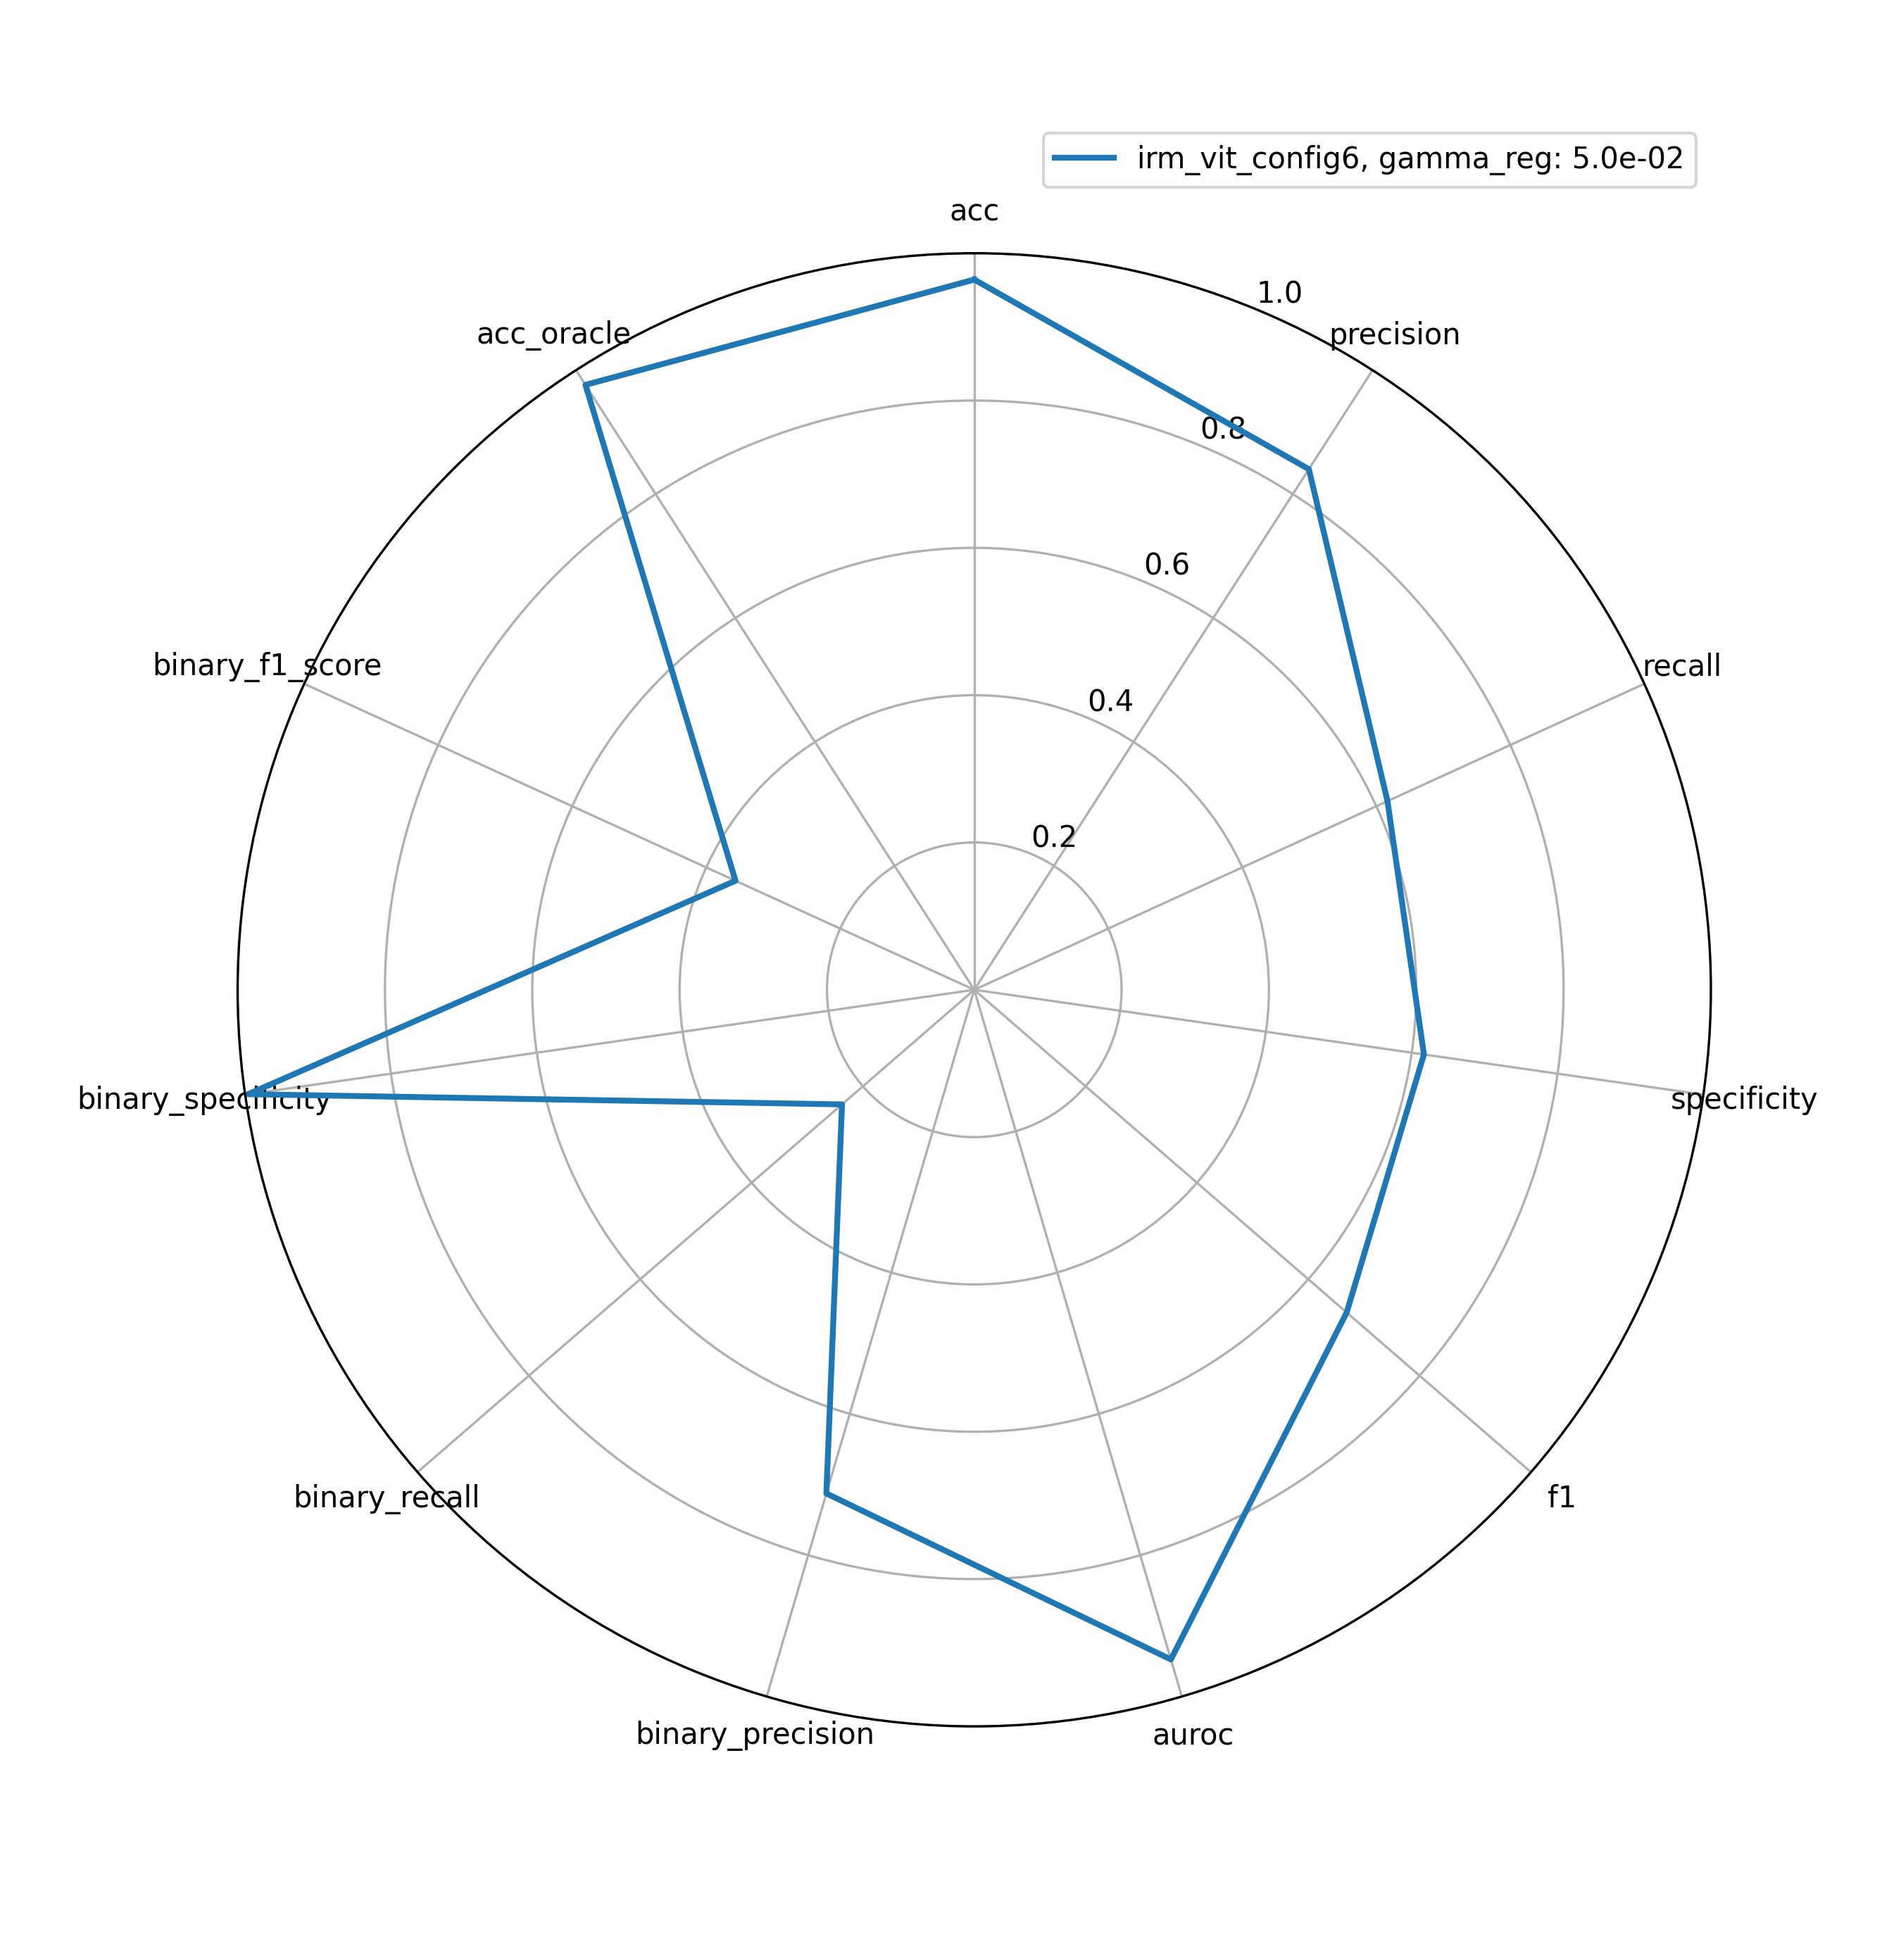 irm_vit_config6, gamma_reg: 5.0e-02
acc
1.0
acc_oracle
precision
0.8
0.6
binary_f1_score
recall
0.4
0.2
binary_specificity
specificity
binary_recall
f1
binary_precision
auroc